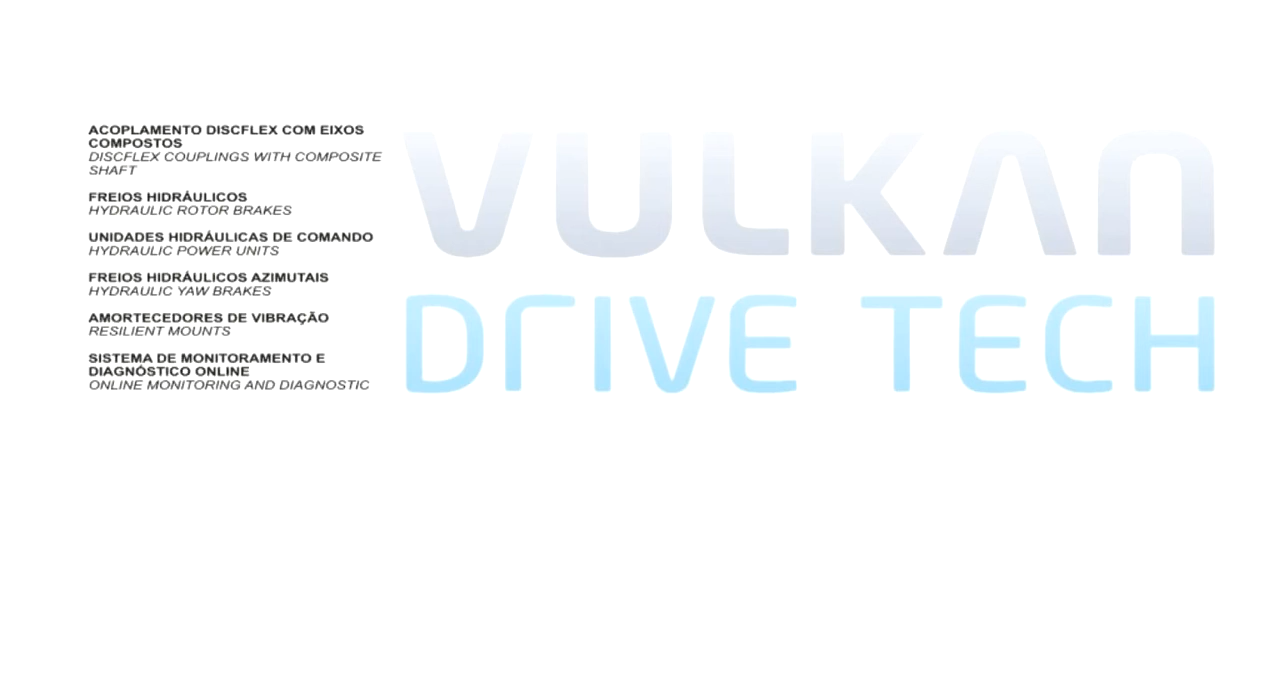 ACOPLAMENTO DISCFLEX COM EIXOS
COMPOSTOS
DISCFLEX COUPLINGS WITH COMPOSITE
SHAFT
FREIOS HIDRÁULICOS
HYDRAULIC ROTOR BRAKES
UNIDADES HIDRÁULICAS DE COMANDO
HYDRAULIC POWER UNITS
FREIOS HIDRÁULICOS AZIMUTAIS
HYDRAULIC YAW BRAKES
AMORTECEDORES DE VIBRAÇÃO
RESILIENT MOUNTS
SISTEMA DE MONITORAMENTO E
DIAGNÓSTICO ONLINE
ONLINE MONITORING AND DIAGNOSTIC
VULKAN
DRIVE TECH